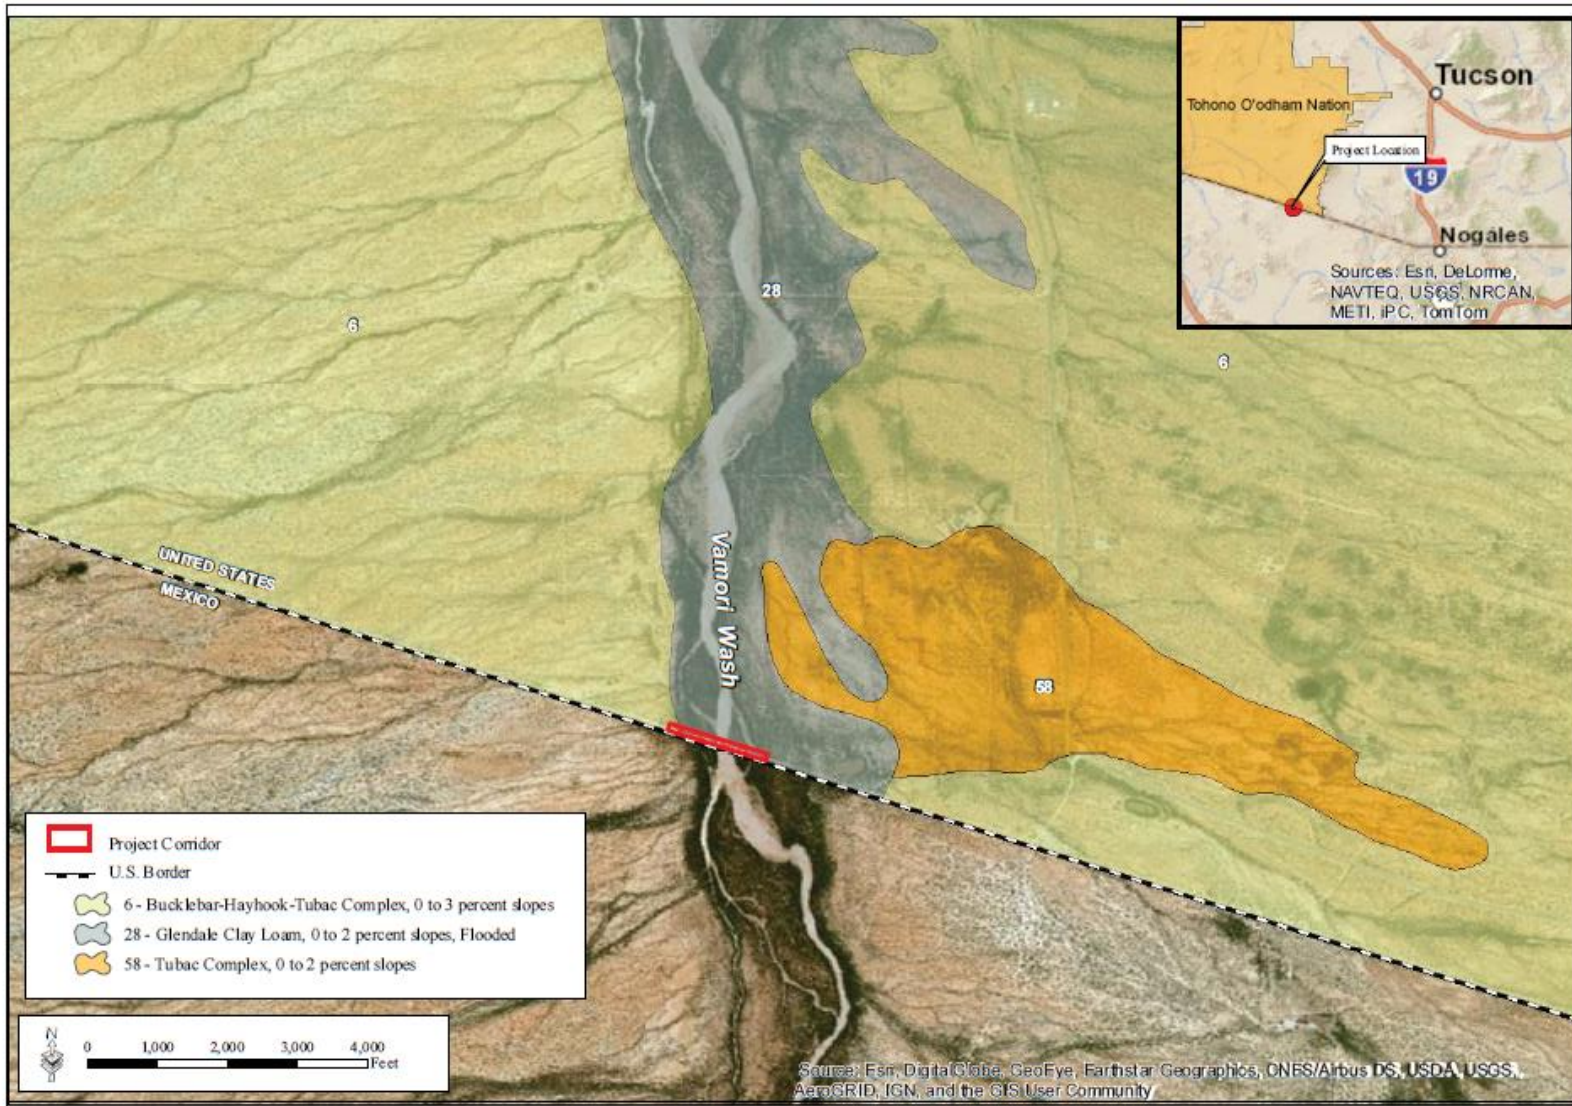 Tucson
Tohono O'odham Nation
Project Location
19
Nogales
Sources: Esri, DeLorme,
NAVTEQ, USGS, NRCAN,
METI, iPC, TomTom
28
6
6
UNITED STATES
MEXICO
Vamori Wash
58
Project Corridor
U.S. Border
6 - Bucklebar-Hayhook-Tubac Complex, 0 to 3 percent slopes
28 - Glendale Clay Loam, 0 to 2 percent slopes, Flooded
58 - Tubac Complex, 0 to 2 percent slopes
N
0 1,000 2,000 3,000 4,000
Feet
Source: Esri, DigitalGlobe, GeoEye, Earthstar Geographics, CNES/Airbus DS, USDA, USGS,
AeroGRID, IGN, and the GIS User Community